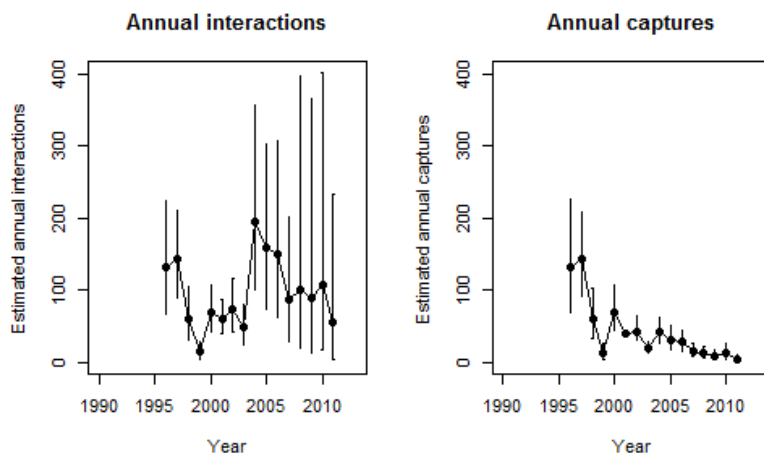 Annual interactions
Estimated annual interactions
400
300
200
100
0
1990 1995 2000 2005 2010
Year
Annual captures
Estimated annual captures
400
300
200
100
0
1990 1995 2000 2005 2010
Year